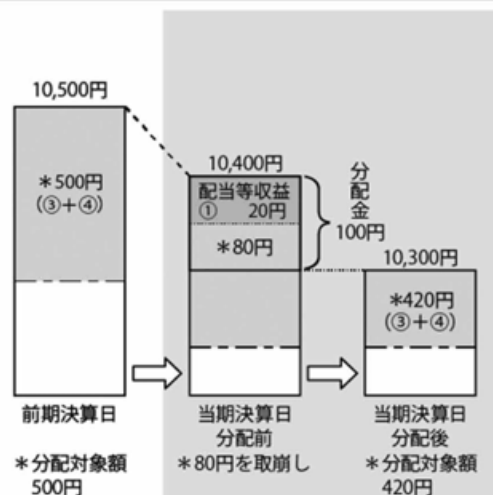 10,500円
*500円
(③+④)
前期決算日
*分配対象額
500円
10,400円
配当等収益
① 20円
*80円
分配金
100円
当期決算日
分配前
*80円を取崩し
10,300円
*420円
(③+④)
当期決算日
分配後
*分配対象額
420円